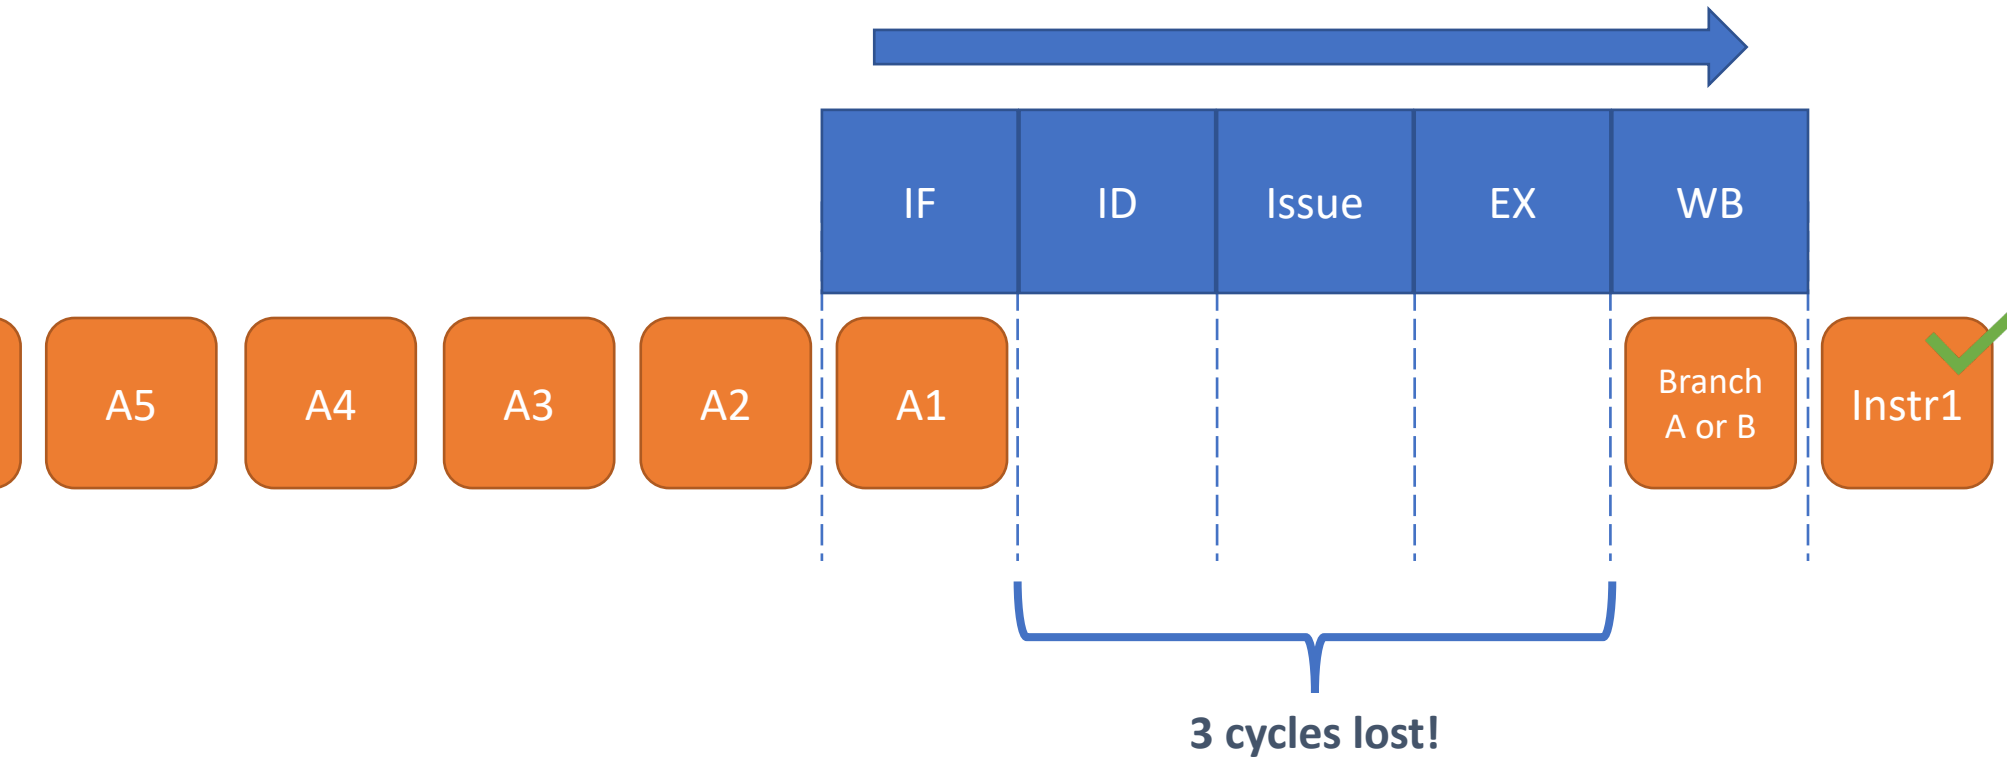 IF
ID
Issue
EX
WB
A5
A4
A3
A2
A1
Branch
A or B
Instr1
3 cycles lost!